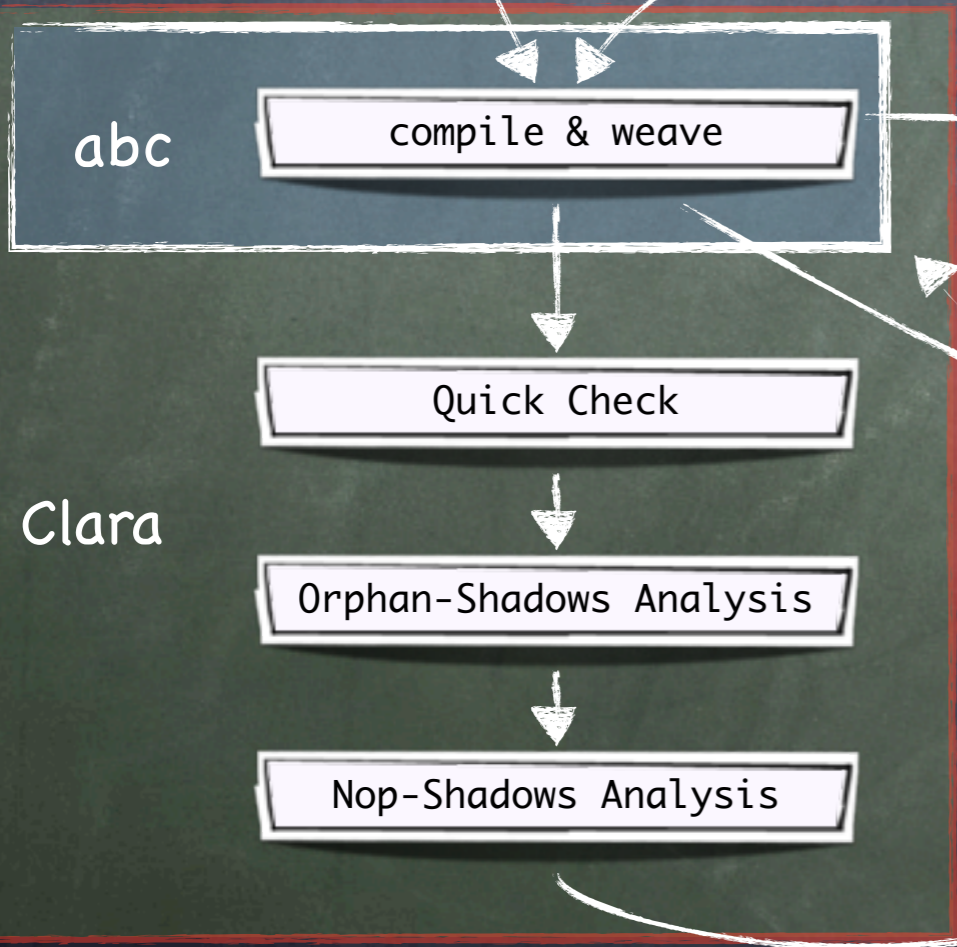 compile & weave
abc
Quick Check
Clara
Orphan-Shadows Analysis
Nop-Shadows Analysis